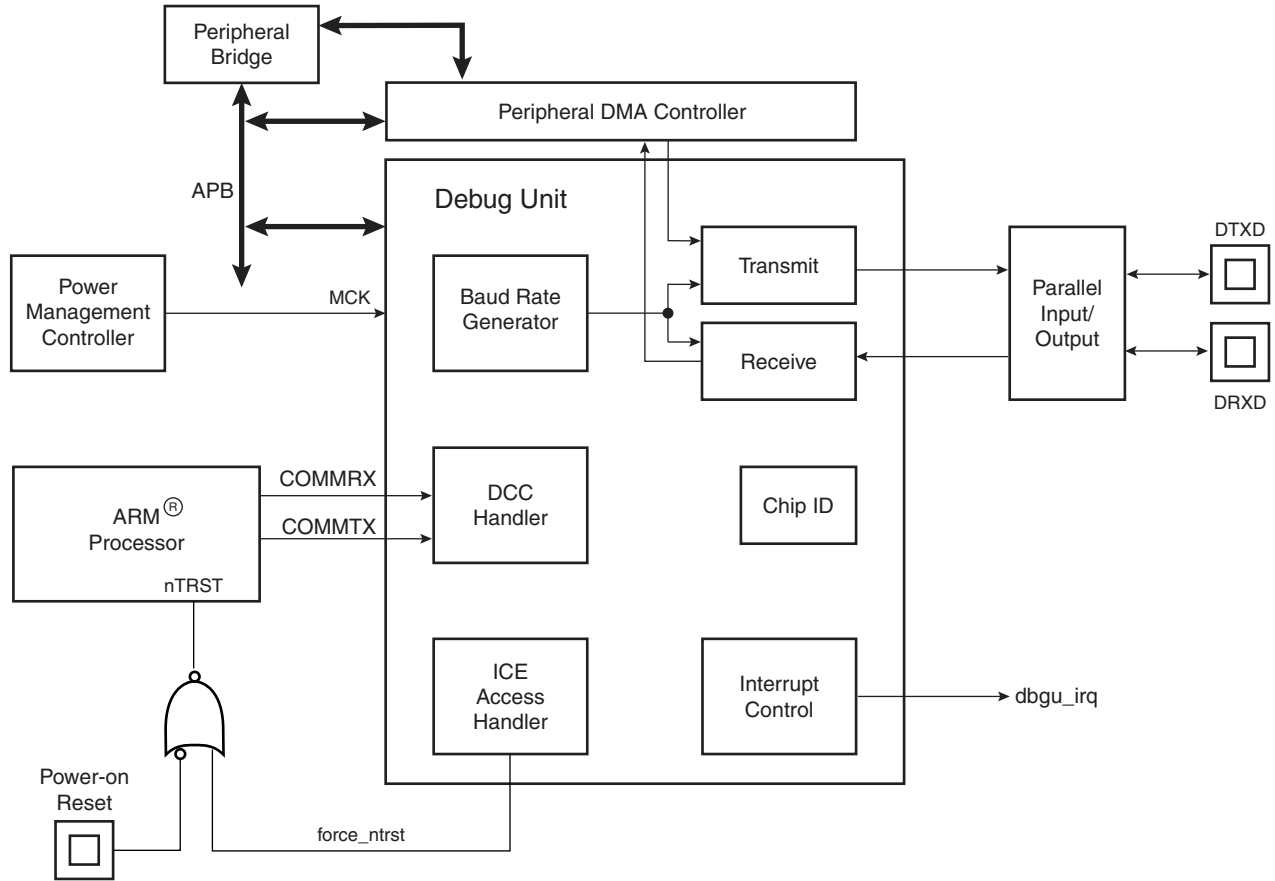 Peripheral
Bridge
Peripheral DMA Controller
APB
Debug Unit
Power
Management
Controller
MCK
Baud Rate
Generator
Transmit
Receive
Parallel
Input/
Output
DTXD
DRXD
ARM®
Processor
nTRST
COMMRX
COMMTX
DCC
Handler
Chip ID
ICE
Access
Handler
Interrupt
Control
dbgu_irq
Power-on
Reset
force_ntrst